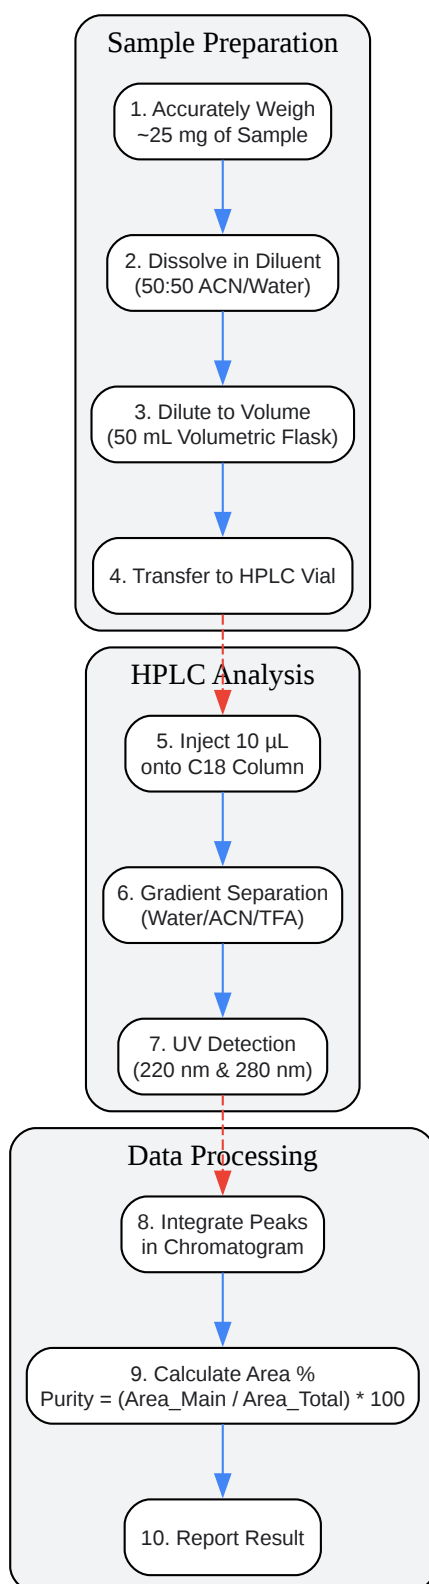 Sample Preparation
1. Accurately Weigh
~25 mg of Sample
2. Dissolve in Diluent
(50:50 ACN/Water)
3. Dilute to Volume
(50 mL Volumetric Flask)
4. Transfer to HPLC Vial
HPLC Analysis
5. Inject 10 µL
onto C18 Column
6. Gradient Separation
(Water/ACN/TFA)
7. UV Detection
(220 nm & 280 nm)
Data Processing
8. Integrate Peaks
in Chromatogram
9. Calculate Area %
Purity = (Area_Main / Area_Total) * 100
10. Report Result